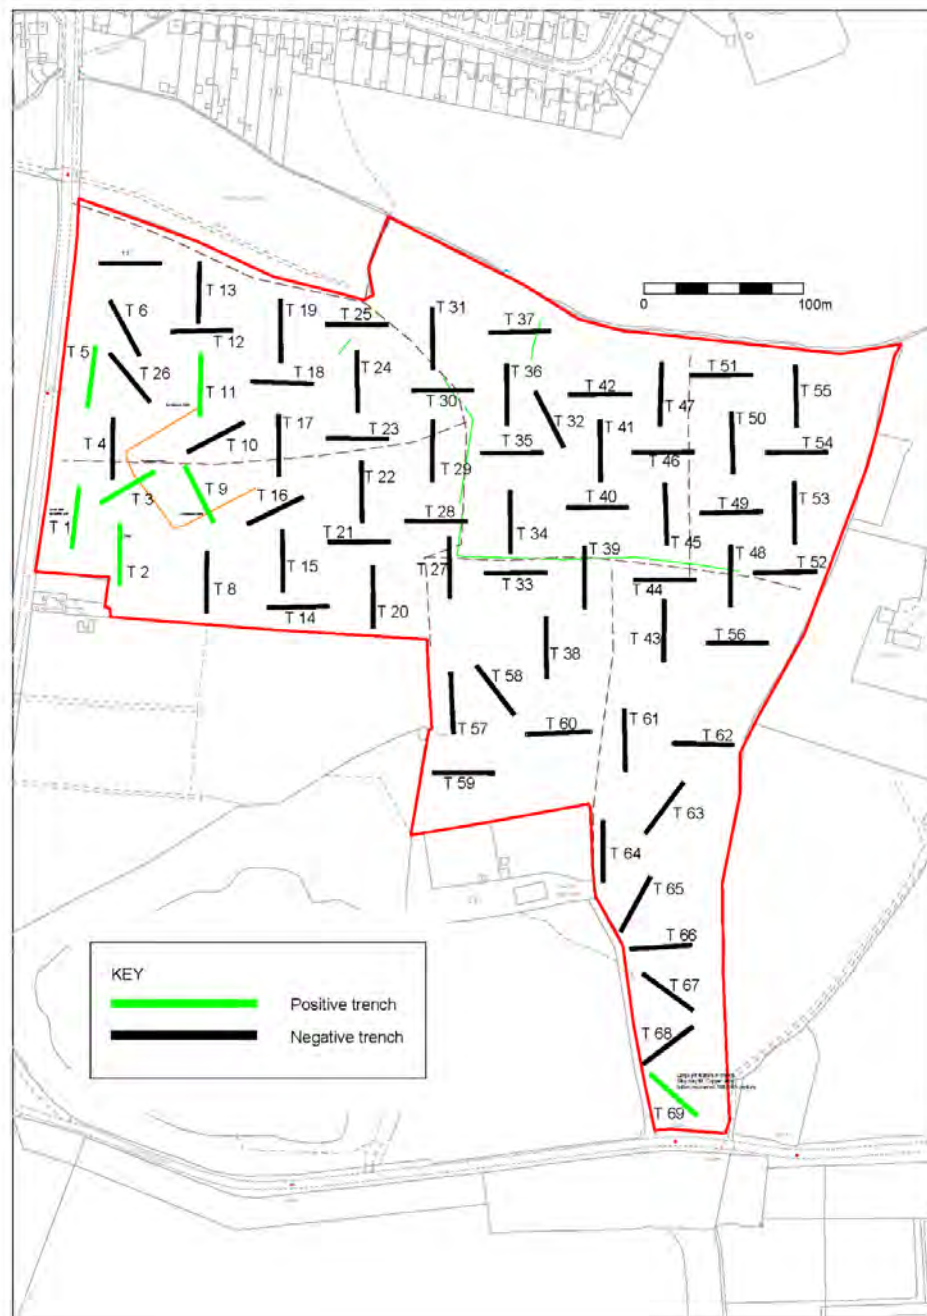 T 31
T 13
T 19
T 6
T 25
T 37
T 12
T 5
T 24
T 36
T 51
T 18
T 26
T 11
T 42
T 55
T 30
T 47
T 32
T 50
T 17
T 41
T 4
T 10
T 23
T 35
T 46
T 54
T 29
T 22
T 3
T 9
T 16
T 40
T 53
T 49
T 1
T 28
T 34
T 21
T 45
T 39
T 48
T 2
T 15
T 27
T 33
T 52
T 8
T 44
T 14
T 20
T 43
T 56
T 38
T 58
T 61
T 57
T 60
T 62
T 59
T 63
T 64
T 65
T 66
T 67
T 68
T 69
0
100m
KEY
Positive trench
Negative trench